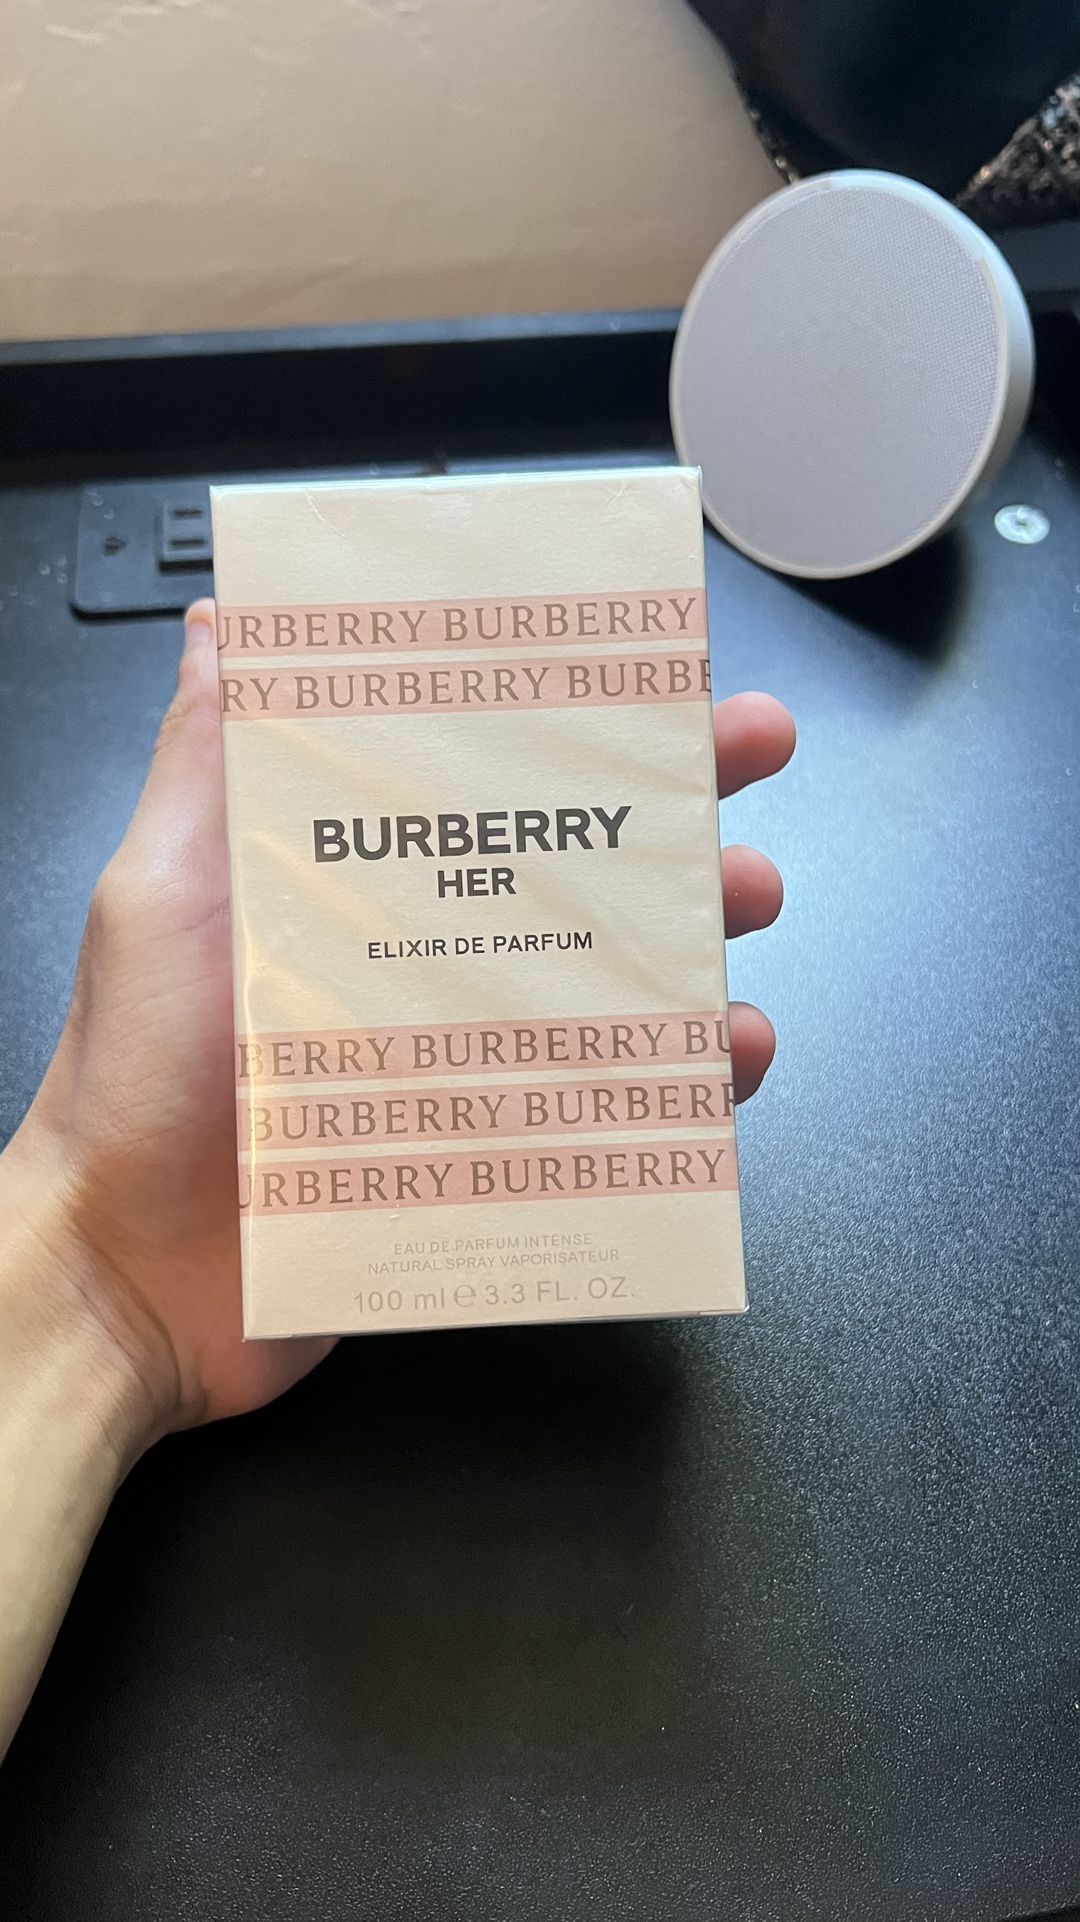 URBERRY BURBERRY
RY BURBERRY BURBE
BURBERRY
HER
ELIXIR DE PARFUM
BERRY BURBERRY BU
BURBERRY BURBERR
URBERRY BURBERRY
EAU DE PARFUM INTENSE
NATURAL SPRAY VAPORISATEUR
100 ml ℮ 3.3 FL. OZ.